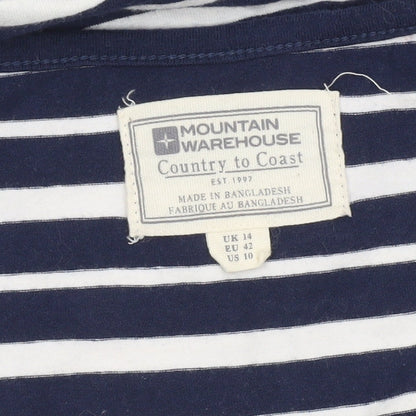 MOUNTAIN
WAREHOUSE
Country to Coast
EST 1997
MADE IN BANGLADESH
FABRIQUE AU BANGLADESH
UK 14
EU 42
US 10